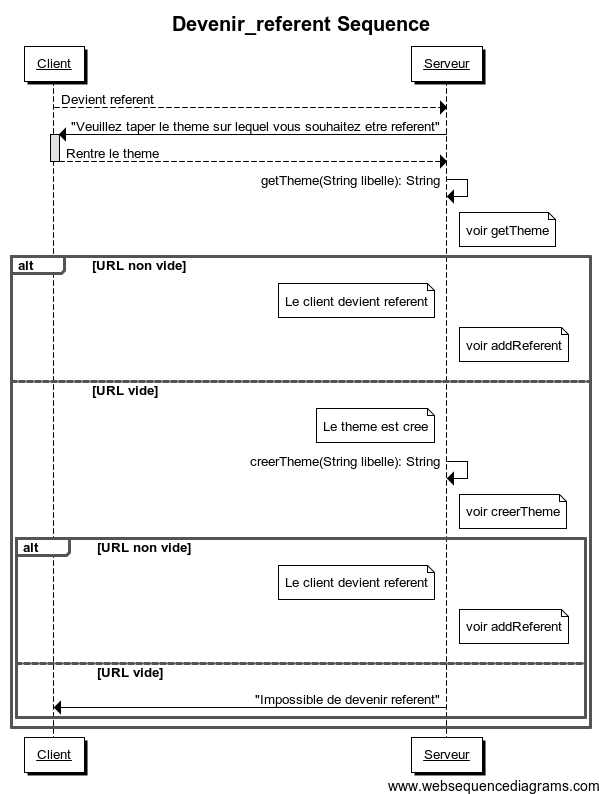 Devenir_referent Sequence
Client
Serveur
Devient referent
"Veuillez taper le theme sur lequel vous souhaitez etre referent"
Rentre le theme
getTheme(String libelle): String
voir getTheme
alt
[URL non vide]
Le client devient referent
voir addReferent
[URL vide]
Le theme est cree
creerTheme(String libelle): String
voir creerTheme
alt
[URL non vide]
Le client devient referent
voir addReferent
[URL vide]
"Impossible de devenir referent"
Client
Serveur
www.websequencediagrams.com